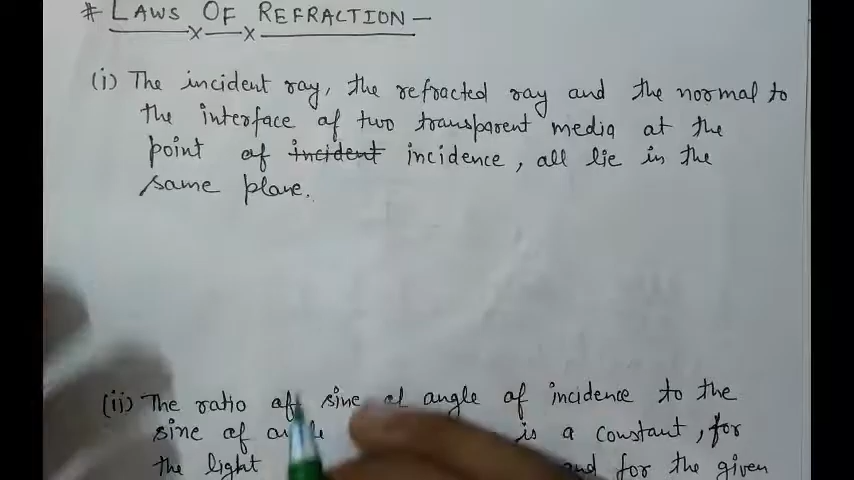 # LAWS OF REFRACTION —
(i) The incident ray, the refracted ray and the normal to
the interface of two transparent media at the
point of incident incidence, all lie in the
same plane.
(ii) The ratio of sine of angle of incidence to the
sine of angle is a constant, for
the light and for the given